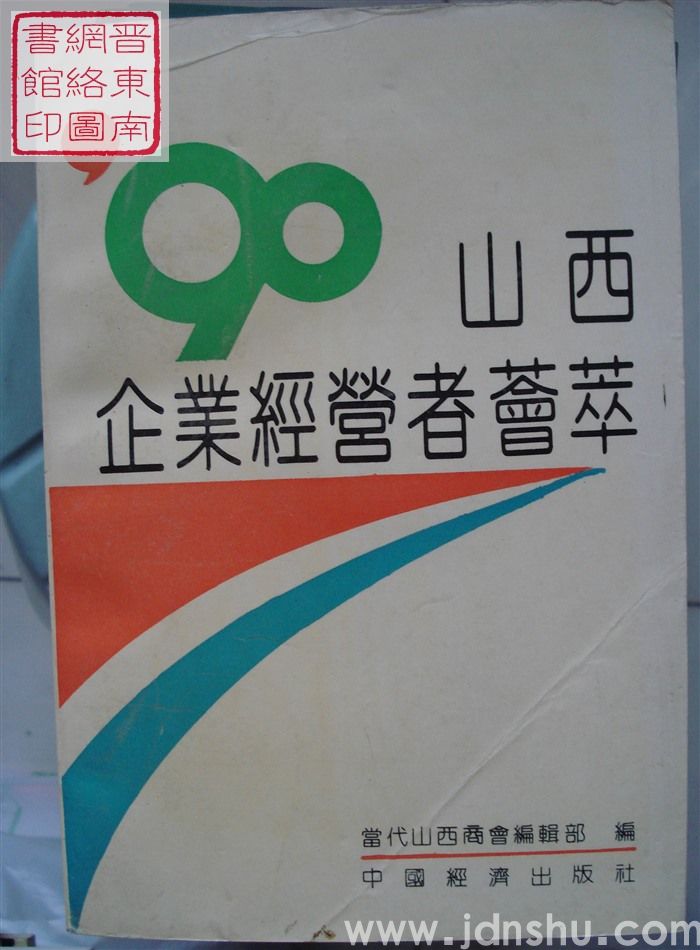 晋東南
網絡圖
書館印
'90
山西
企業經營者薈萃
當代山西商會編輯部 編
中國經濟出版社
www.jdnshu.com